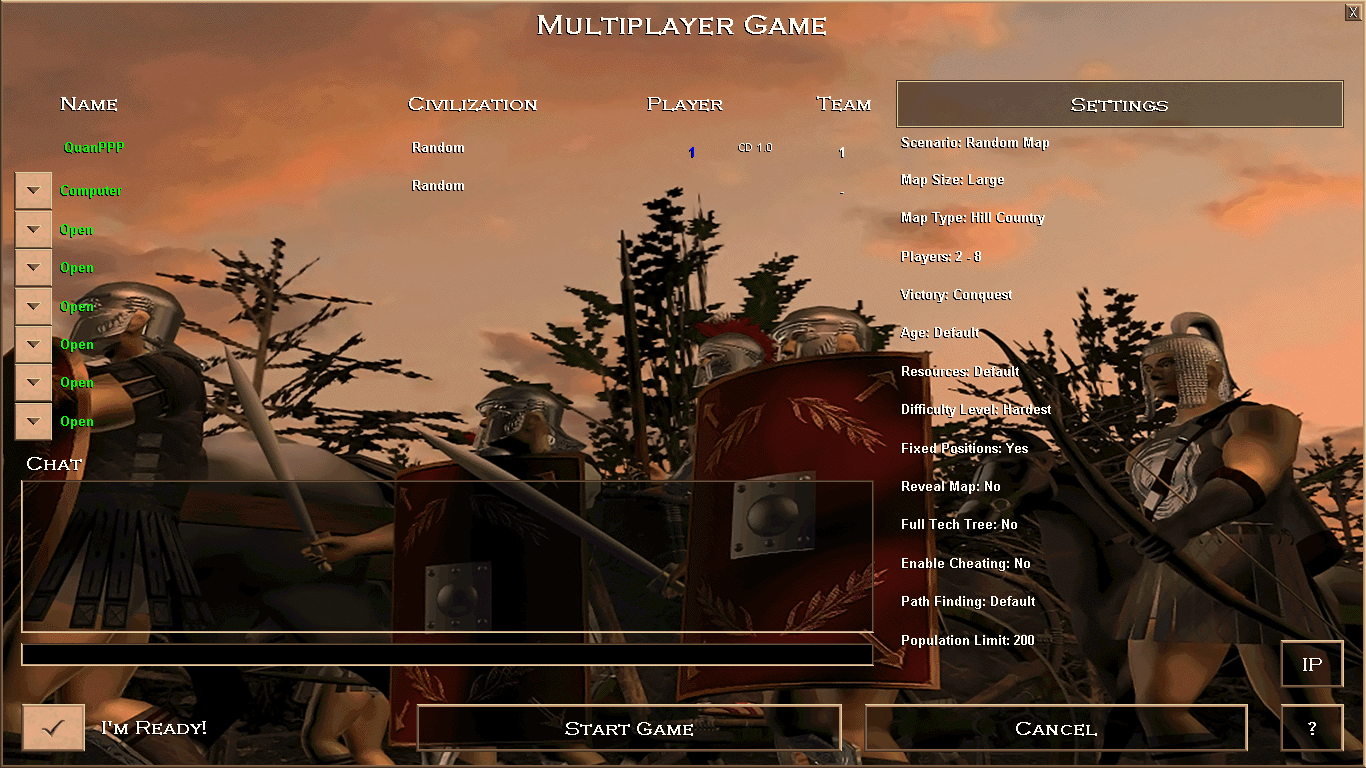 X
Multiplayer Game
Name Civilization Player Team Settings
QuanPPP Random 1 CD 1.0 1
Computer Random -
Open
Open
Open
Open
Open
Open
Scenario: Random Map
Map Size: Large
Map Type: Hill Country
Players: 2 - 8
Victory: Conquest
Age: Default
Resources: Default
Difficulty Level: Hardest
Fixed Positions: Yes
Reveal Map: No
Full Tech Tree: No
Enable Cheating: No
Path Finding: Default
Population Limit: 200
Chat
IP
I'm Ready!
Start Game
Cancel
?